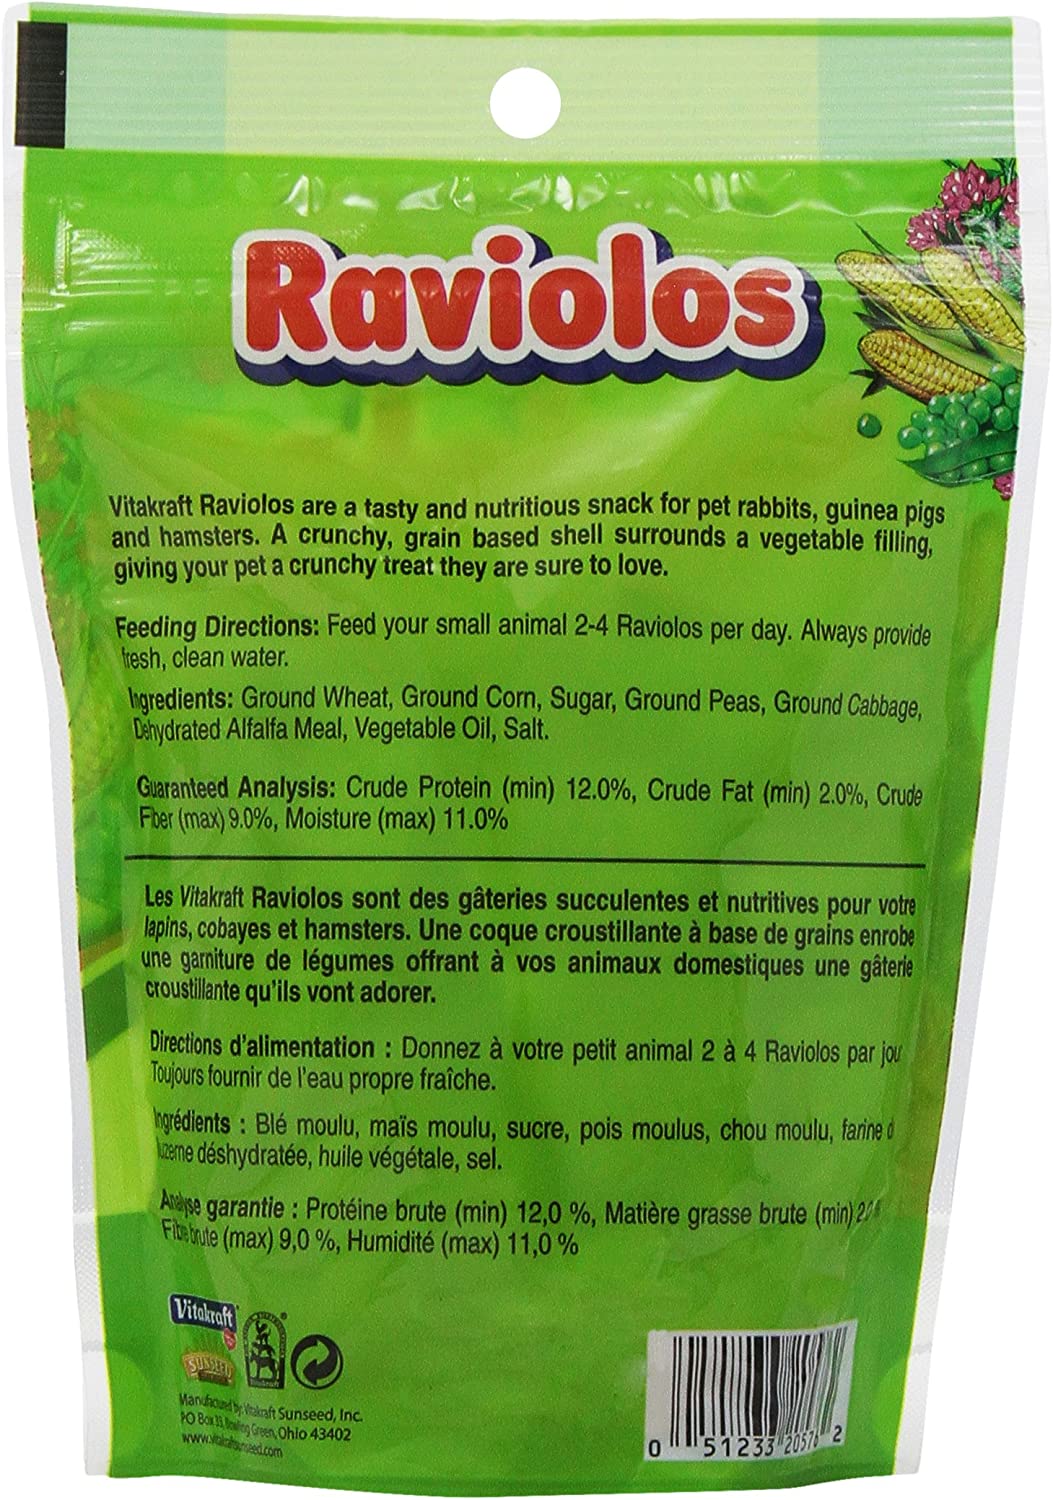 Raviolos
Vitakraft Raviolos are a tasty and nutritious snack for pet rabbits, guinea pigs
and hamsters. A crunchy, grain based shell surrounds a vegetable filling,
giving your pet a crunchy treat they are sure to love.
Feeding Directions: Feed your small animal 2-4 Raviolos per day. Always provide
fresh, clean water.
Ingredients: Ground Wheat, Ground Corn, Sugar, Ground Peas, Ground Cabbage,
Dehydrated Alfalfa Meal, Vegetable Oil, Salt.
Guaranteed Analysis: Crude Protein (min) 12.0%, Crude Fat (min) 2.0%, Crude
Fiber (max) 9.0%, Moisture (max) 11.0%
Les Vitakraft Raviolos sont des gâteries succulentes et nutritives pour votre
lapins, cobayes et hamsters. Une coque croustillante à base de grains enrobe
une garniture de légumes offrant à vos animaux domestiques une gâterie
croustillante qu'ils vont adorer.
Directions d'alimentation : Donnez à votre petit animal 2 à 4 Raviolos par jou
Toujours fournir de l'eau propre fraîche.
Ingrédients : Blé moulu, maïs moulu, sucre, pois moulus, chou moulu, farine d
luzerne déshydratée, huile végétale, sel.
Analyse garantie : Protéine brute (min) 12,0 %, Matière grasse brute (min) 2,0
Fibre brute (max) 9,0 %, Humidité (max) 11,0 %
Vitakraft
SUNSEED
Vitakraft
Manufactured by: Vitakraft Sunseed, Inc.
PO Box 33, Bowling Green, Ohio 43402
www.vitakraftsunseed.com
0 51233 20576 2